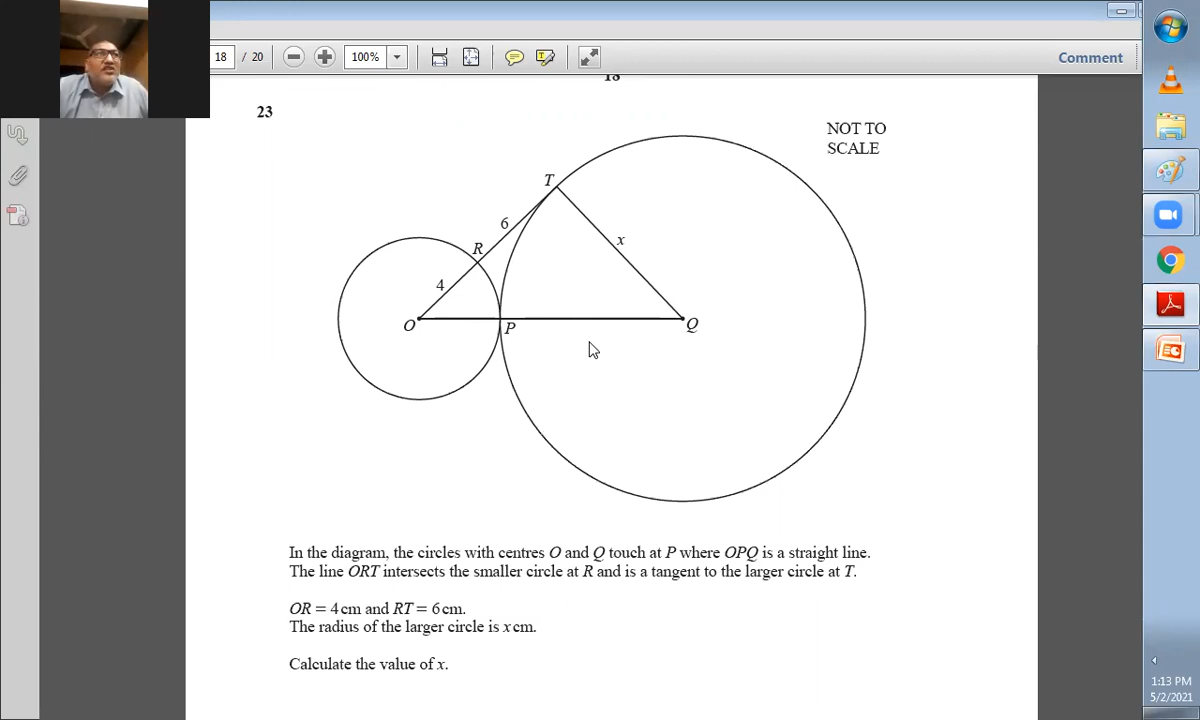 18 / 20
100%
Comment
18
23
NOT TO
SCALE
T
6
x
R
4
O
P
Q
In the diagram, the circles with centres O and Q touch at P where OPQ is a straight line.
The line ORT intersects the smaller circle at R and is a tangent to the larger circle at T.
OR = 4 cm and RT = 6 cm.
The radius of the larger circle is x cm.
Calculate the value of x.
1:13 PM
5/2/2021